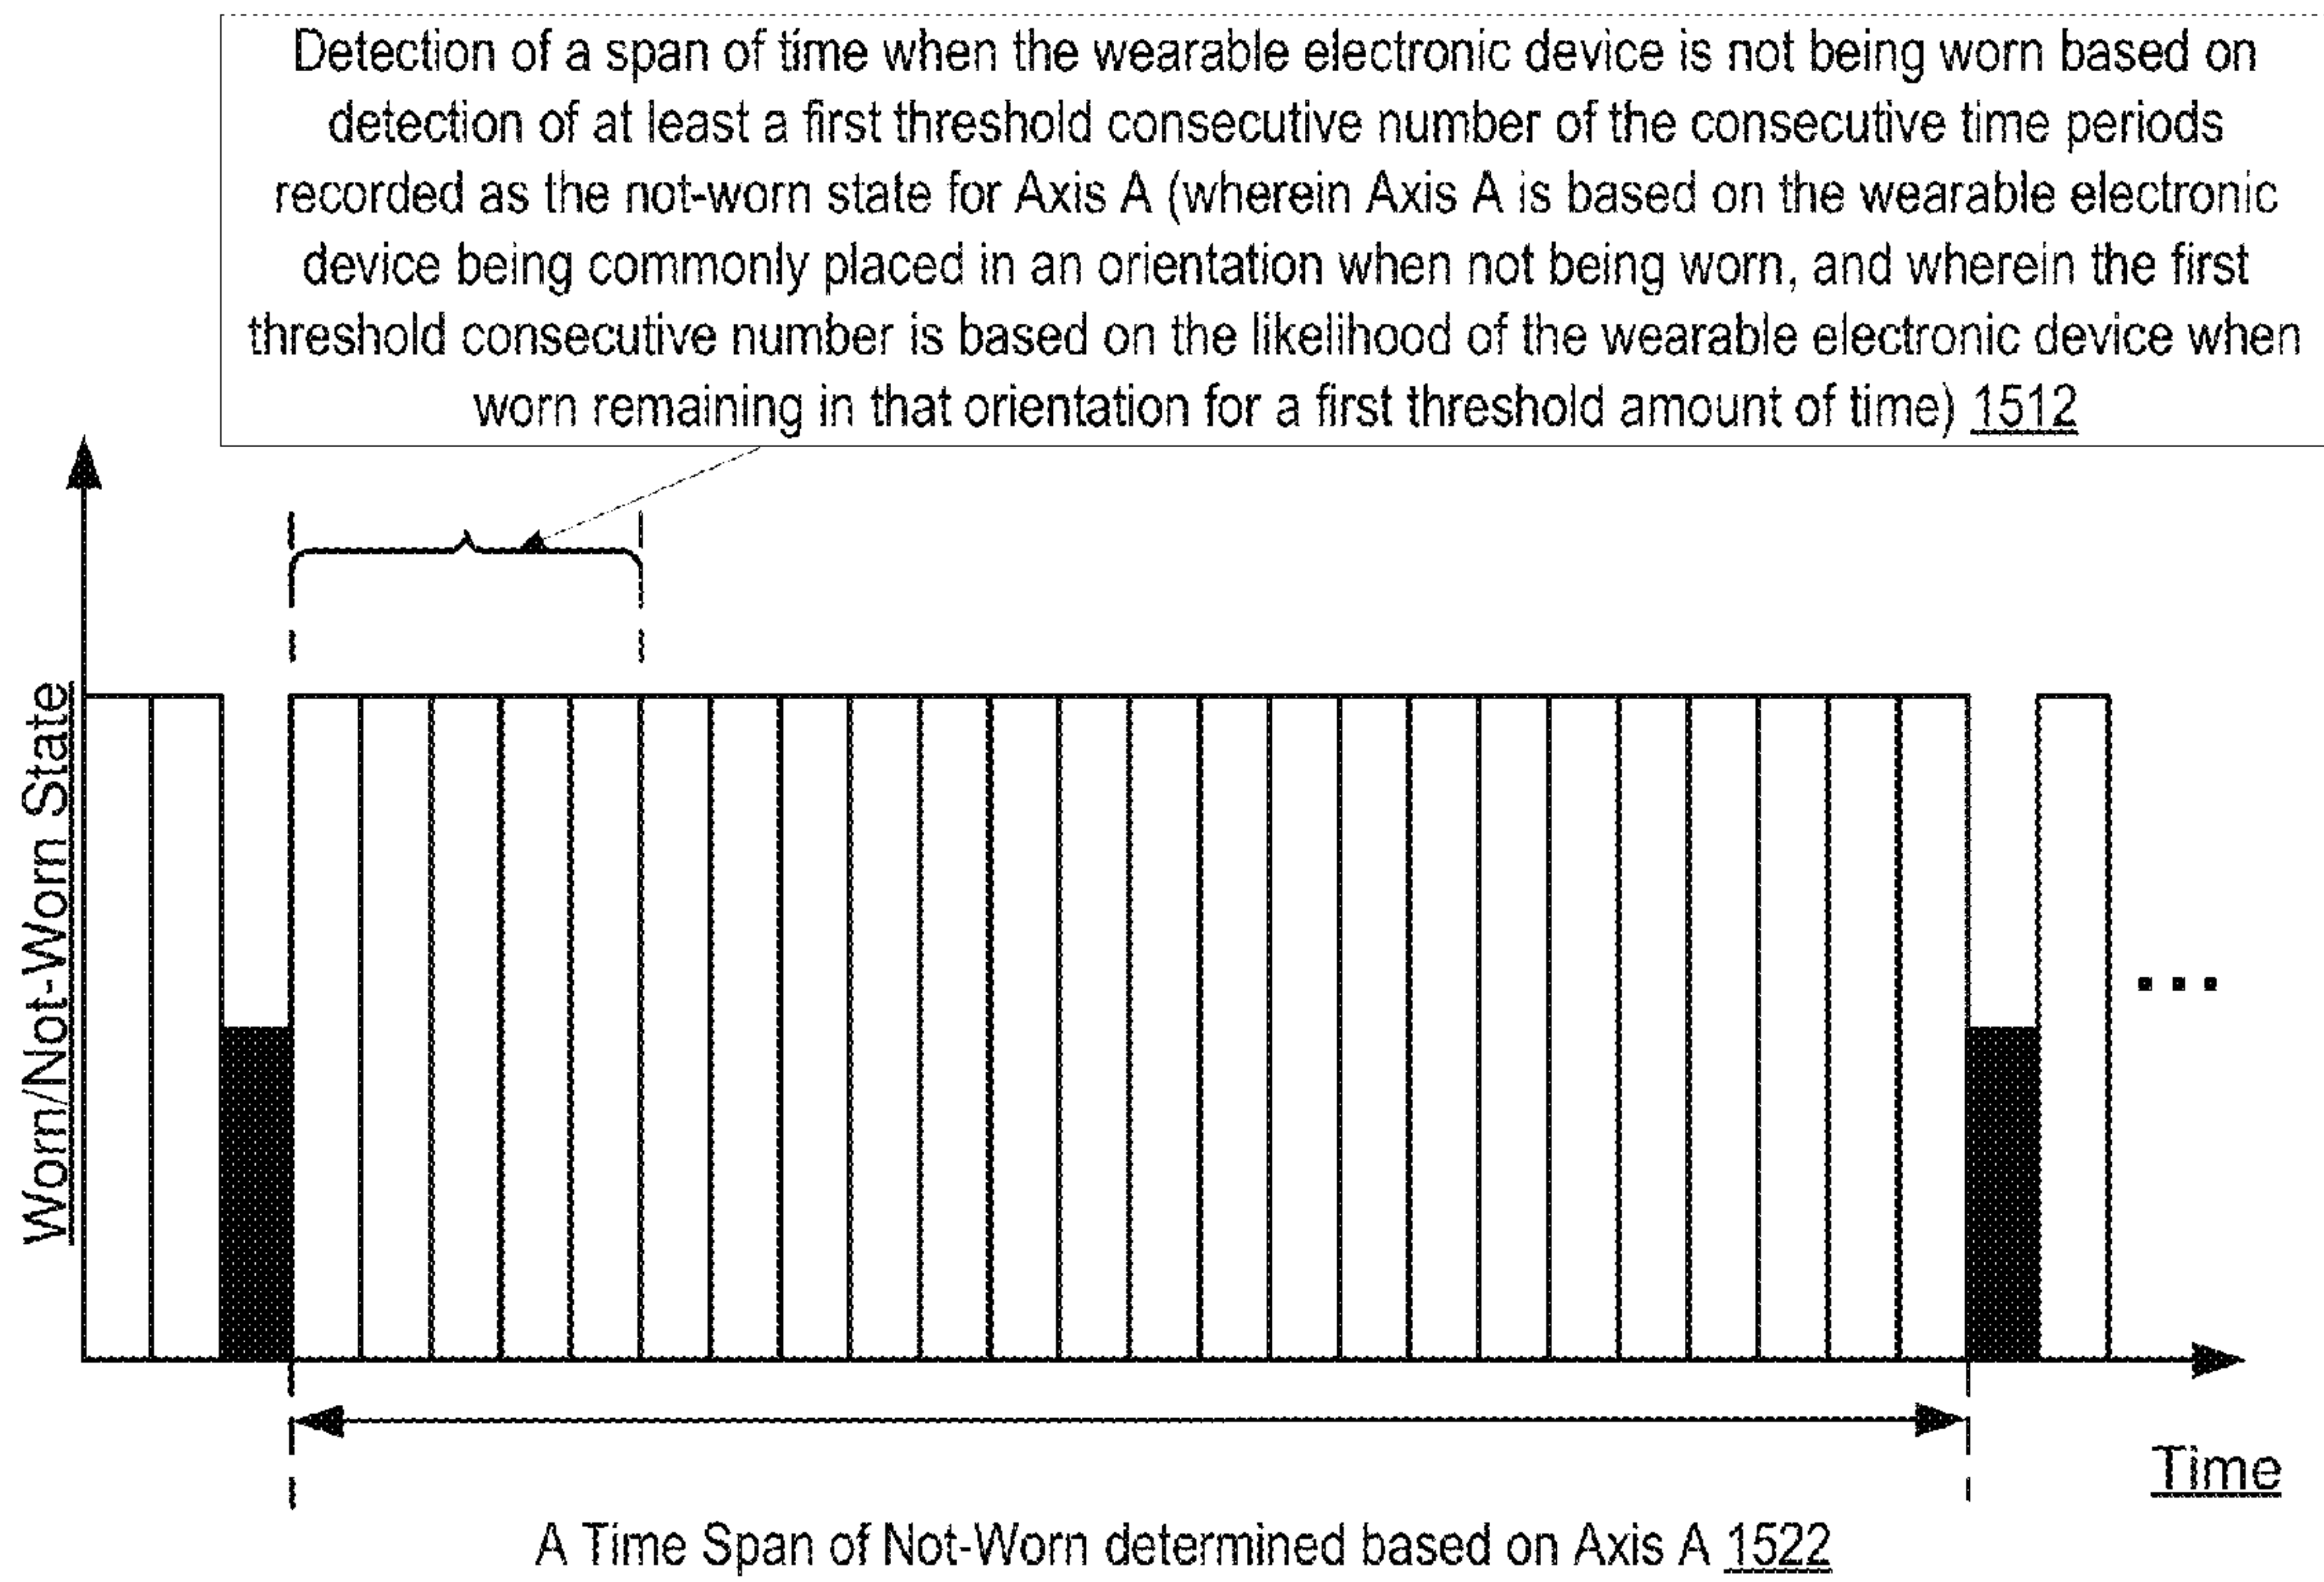 Detection of a span of time when the wearable electronic device is not being worn based on
detection of at least a first threshold consecutive number of the consecutive time periods
recorded as the not-worn state for Axis A (wherein Axis A is based on the wearable electronic
device being commonly placed in an orientation when not being worn, and wherein the first
threshold consecutive number is based on the likelihood of the wearable electronic device when
worn remaining in that orientation for a first threshold amount of time) 1512
Worn/Not-Worn State
...
Time
A Time Span of Not-Worn determined based on Axis A 1522